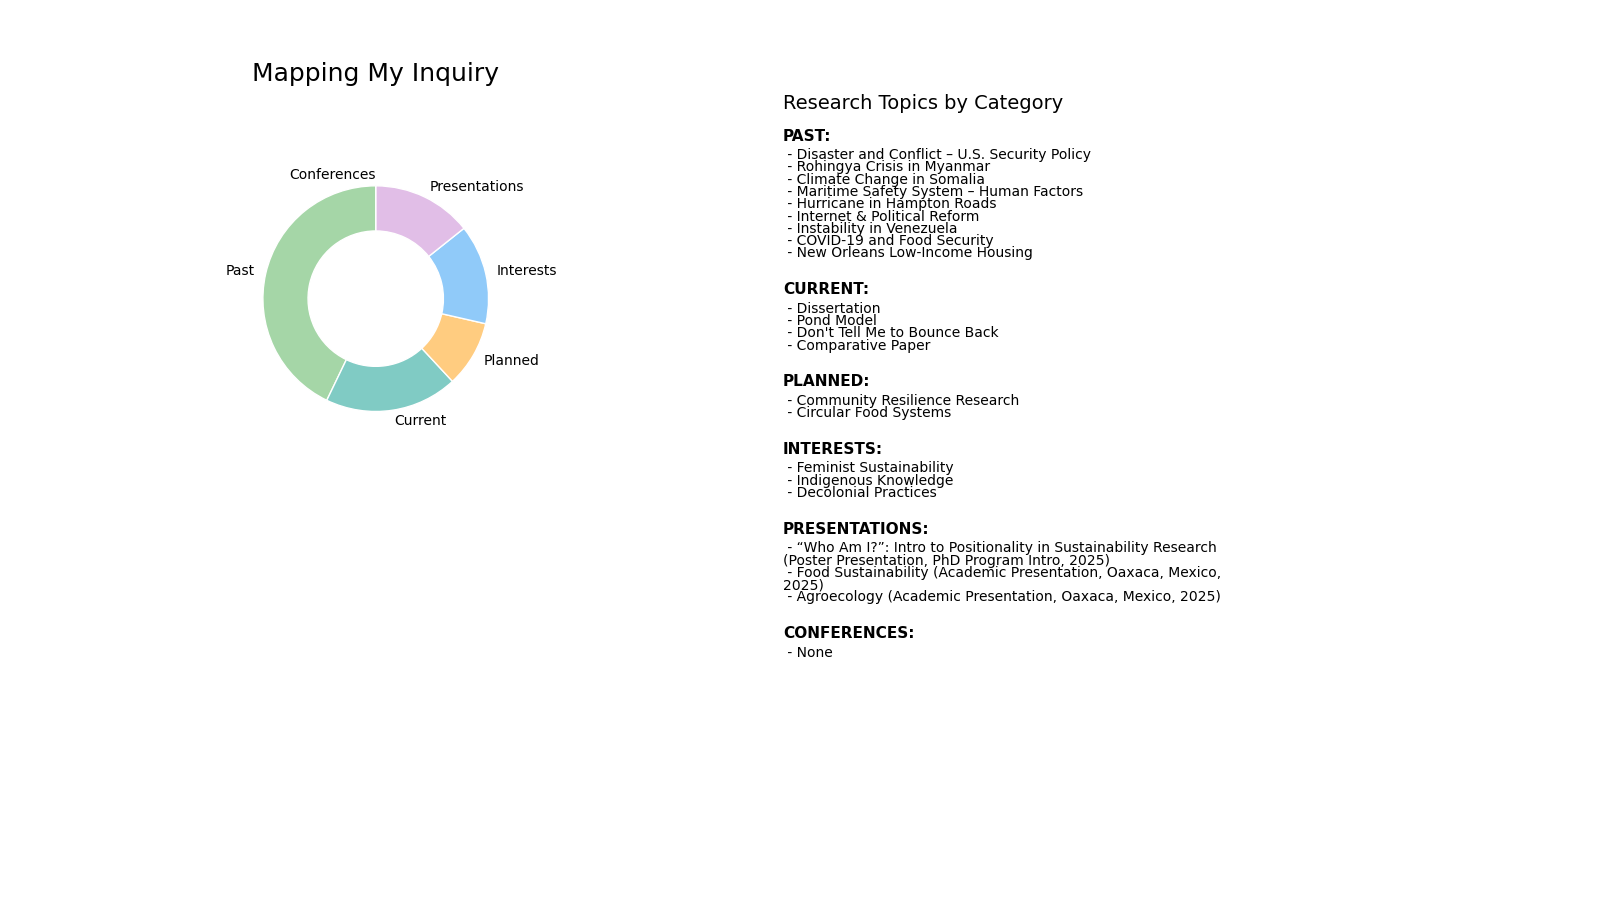 Mapping My Inquiry
Conferences
Presentations
Past
Interests
Planned
Current
Research Topics by Category
PAST:
- Disaster and Conflict – U.S. Security Policy
- Rohingya Crisis in Myanmar
- Climate Change in Somalia
- Maritime Safety System – Human Factors
- Hurricane in Hampton Roads
- Internet & Political Reform
- Instability in Venezuela
- COVID-19 and Food Security
- New Orleans Low-Income Housing
CURRENT:
- Dissertation
- Pond Model
- Don't Tell Me to Bounce Back
- Comparative Paper
PLANNED:
- Community Resilience Research
- Circular Food Systems
INTERESTS:
- Feminist Sustainability
- Indigenous Knowledge
- Decolonial Practices
PRESENTATIONS:
- “Who Am I?”: Intro to Positionality in Sustainability Research
(Poster Presentation, PhD Program Intro, 2025)
- Food Sustainability (Academic Presentation, Oaxaca, Mexico,
2025)
- Agroecology (Academic Presentation, Oaxaca, Mexico, 2025)
CONFERENCES:
- None